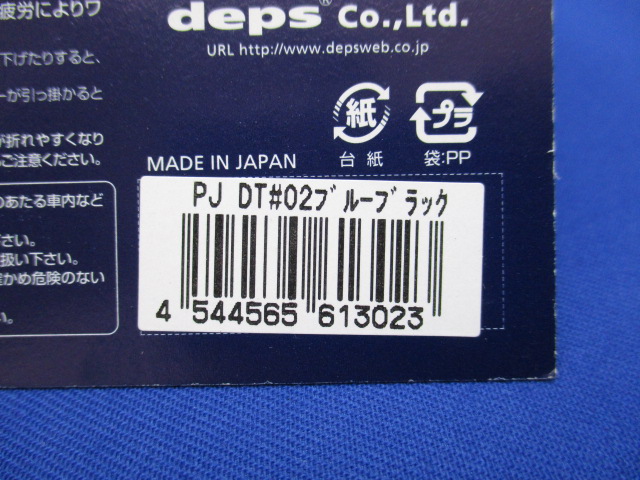 疲労によりワ
deps® Co.,Ltd.
URL http://www.depsweb.co.jp
下げたりすると、
ーが引っ掛かると
が折れやすくなり
ご注意ください。
紙
プラ
台紙
袋:PP
MADE IN JAPAN
のあたる車内など
さい。
扱い下さい。
かめ危険のない
い。
PJ DT#02ブルーブラック
4 544565 613023